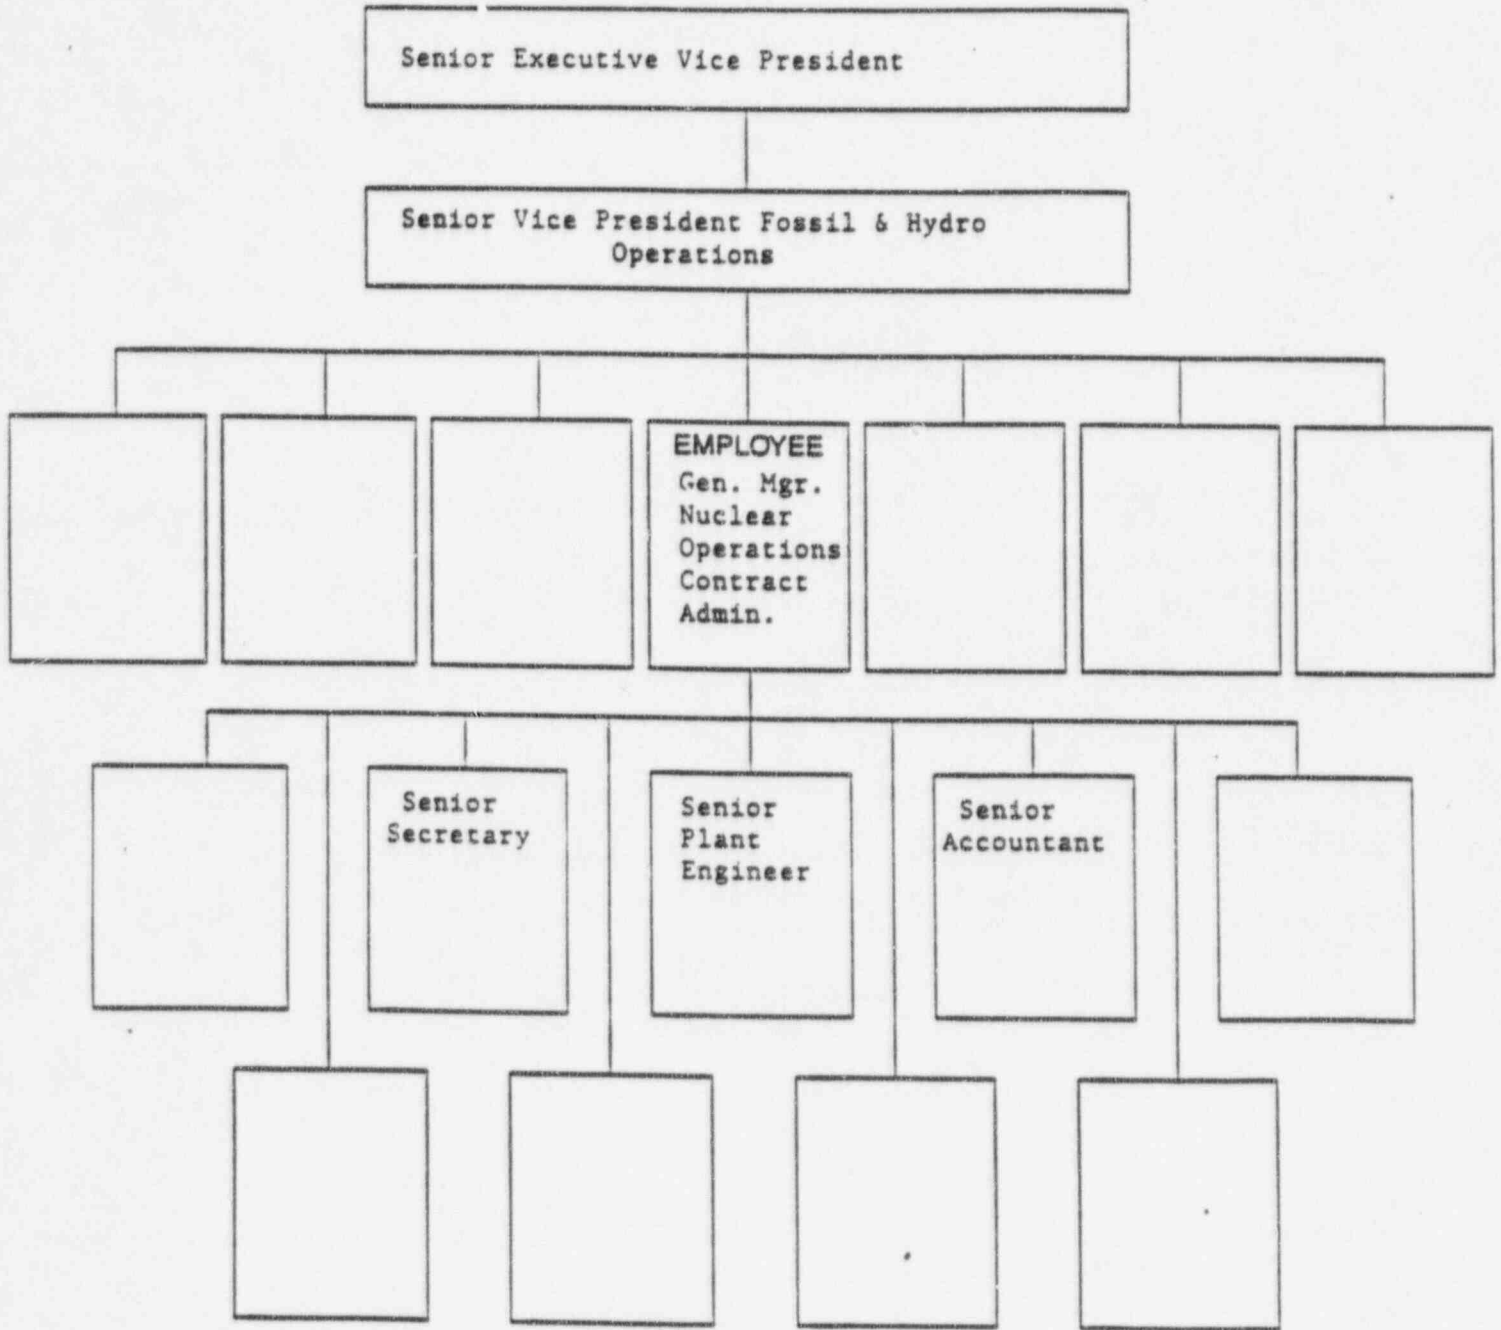 Senior Executive Vice President
Senior Vice President Fossil & Hydro
Operations
EMPLOYEE
Gen. Mgr.
Nuclear
Operations
Contract
Admin.
Senior
Secretary
Senior
Plant
Engineer
Senior
Accountant